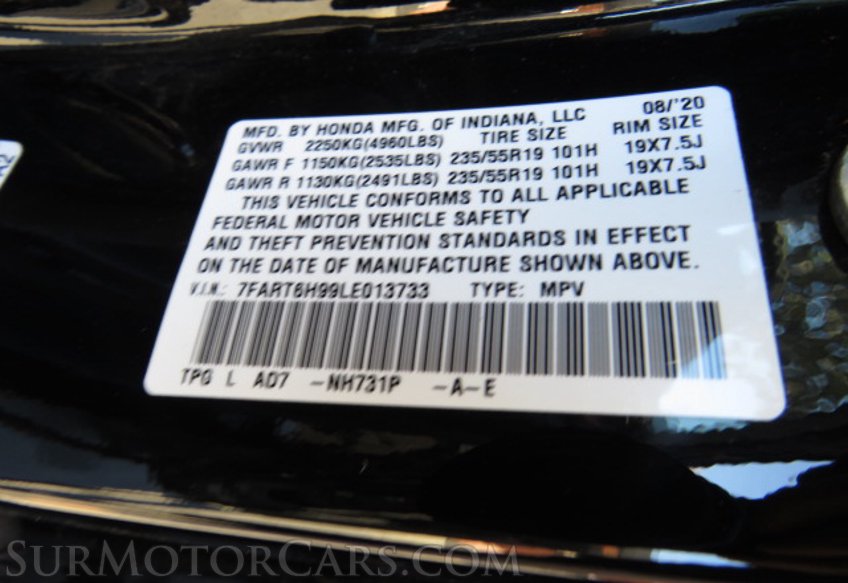 MFD. BY HONDA MFG. OF INDIANA, LLC 08/'20
GVWR 2250KG(4960LBS) TIRE SIZE RIM SIZE
GAWR F 1150KG(2535LBS) 235/55R19 101H 19X7.5J
GAWR R 1130KG(2491LBS) 235/55R19 101H 19X7.5J
THIS VEHICLE CONFORMS TO ALL APPLICABLE
FEDERAL MOTOR VEHICLE SAFETY
AND THEFT PREVENTION STANDARDS IN EFFECT
ON THE DATE OF MANUFACTURE SHOWN ABOVE.
V.I.N.: 7FART6H99LE013733 TYPE: MPV
TPG L AD7 -NH731P -A-E
SURMOTORCARS.COM